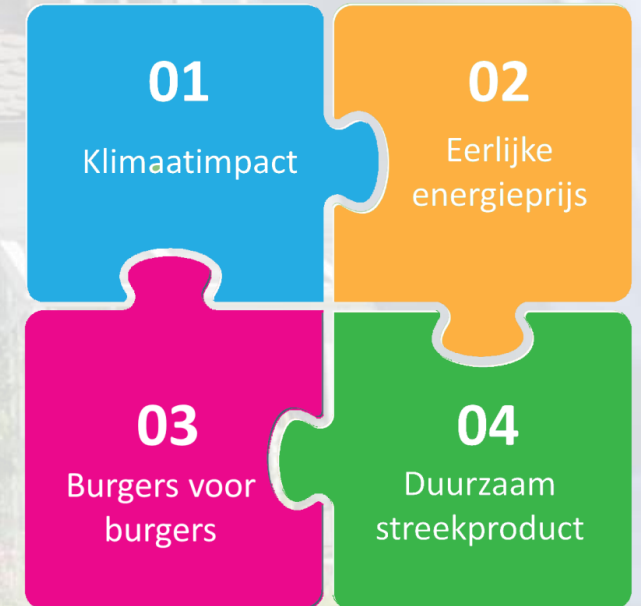 01
Klimaatimpact
02
Eerlijke
energieprijs
03
Burgers voor
burgers
04
Duurzaam
streekproduct